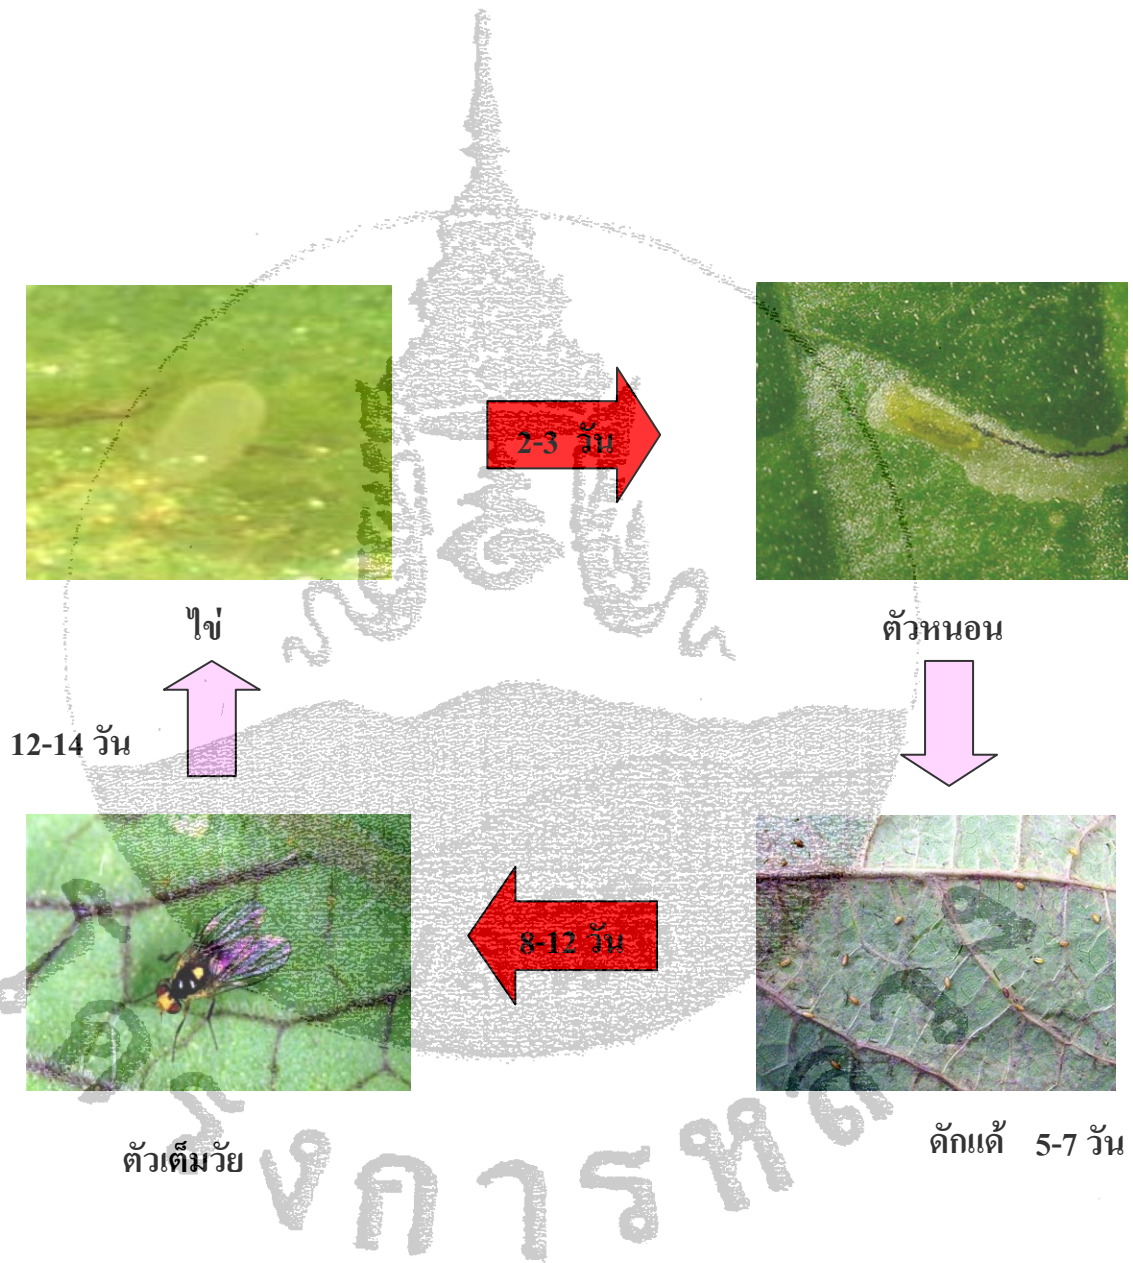 2-3 วัน
ไข่
ตัวหนอน
12-14 วัน
8-12 วัน
ตัวเต็มวัย
ดักแด้ 5-7 วัน